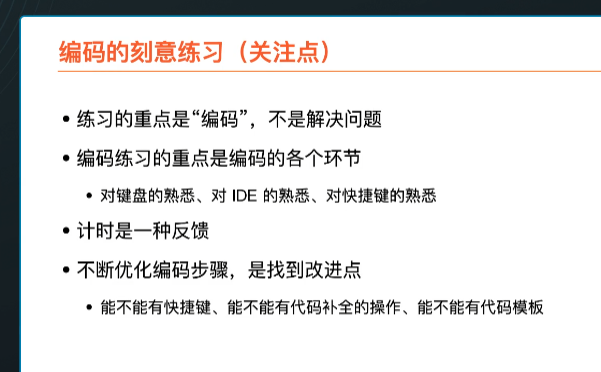 编码的刻意练习（关注点）
• 练习的重点是“编码”，不是解决问题
• 编码练习的重点是编码的各个环节
• 对键盘的熟悉、对 IDE 的熟悉、对快捷键的熟悉
• 计时是一种反馈
• 不断优化编码步骤，是找到改进点
• 能不能有快捷键、能不能有代码补全的操作、能不能有代码模板